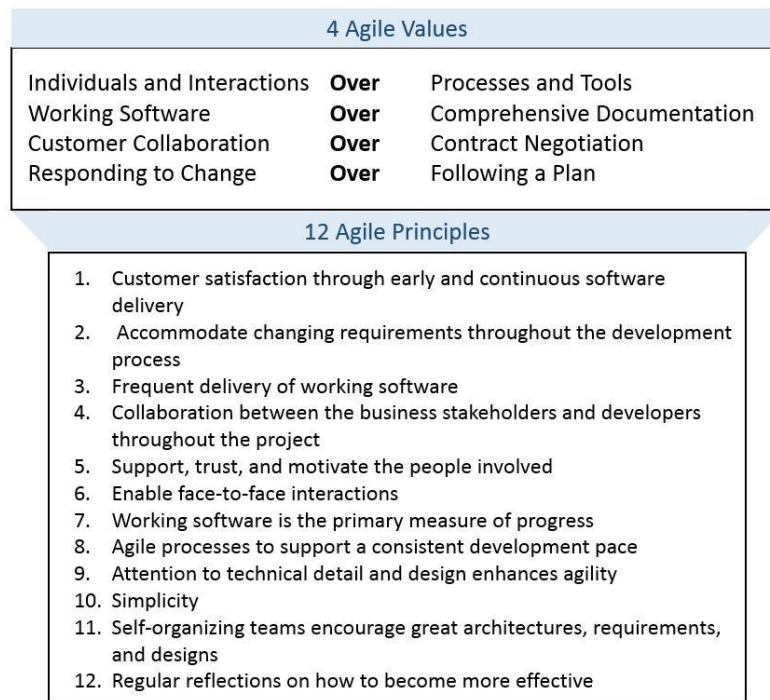 4 Agile Values
Individuals and Interactions Over Processes and Tools
Working Software Over Comprehensive Documentation
Customer Collaboration Over Contract Negotiation
Responding to Change Over Following a Plan
12 Agile Principles
1. Customer satisfaction through early and continuous software
delivery
2. Accommodate changing requirements throughout the development
process
3. Frequent delivery of working software
4. Collaboration between the business stakeholders and developers
throughout the project
5. Support, trust, and motivate the people involved
6. Enable face-to-face interactions
7. Working software is the primary measure of progress
8. Agile processes to support a consistent development pace
9. Attention to technical detail and design enhances agility
10. Simplicity
11. Self-organizing teams encourage great architectures, requirements,
and designs
12. Regular reflections on how to become more effective